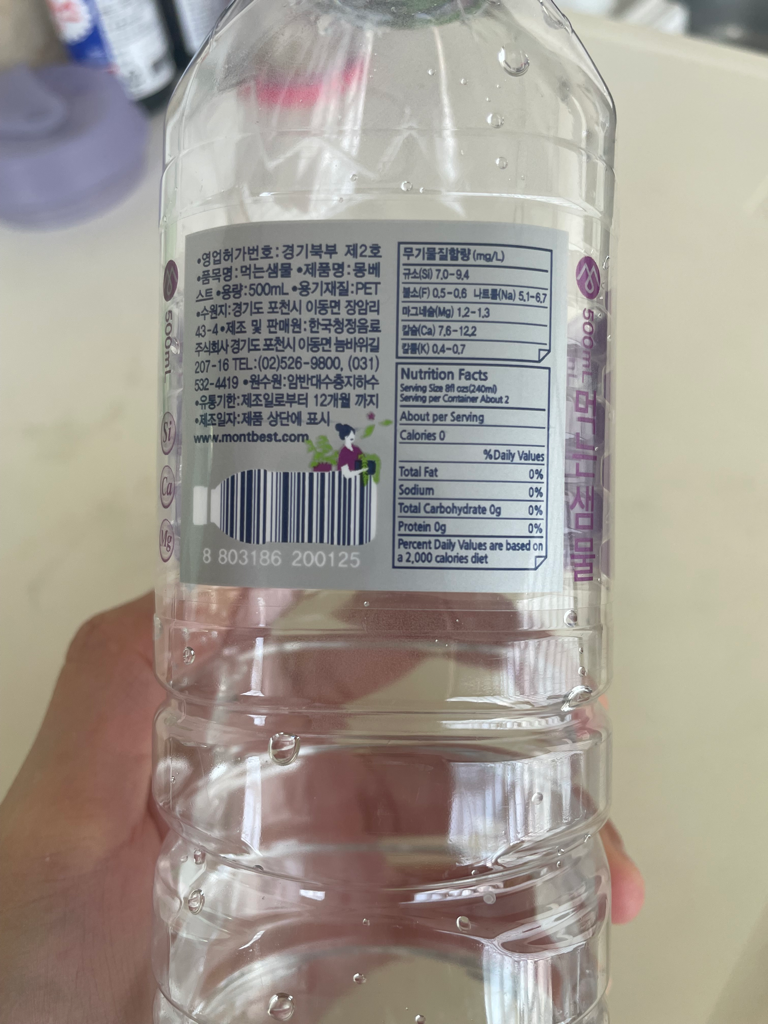 •영업허가번호:경기북부 제2호
•품목명:먹는샘물 •제품명:몽베
스트 •용량:500mL •용기재질:PET
•수원지:경기도 포천시 이동면 장암리
43-4 •제조 및 판매원:한국청정음료
주식회사 경기도 포천시 이동면 늠바위길
207-16 TEL:(02)526-9800, (031)
532-4419 •원수원:암반대수층지하수
•유통기한:제조일로부터 12개월 까지
•제조일자:제품 상단에 표시
www.montbest.com
8 803186 200125
무기물질함량 (mg/L)
규소(Si) 7,0~9,4
불소(F) 0,5~0,6 나트륨(Na) 5,1~6,7
마그네슘(Mg) 1,2~1,3
칼슘(Ca) 7,6~12,2
칼륨(K) 0,4~0,7
Nutrition Facts
Serving Size 8fl ozs(240ml)
Serving per Container About 2
About per Serving
Calories 0
%Daily Values
Total Fat 0%
Sodium 0%
Total Carbohydrate 0g 0%
Protein 0g 0%
Percent Daily Values are based on
a 2,000 calories diet
500mL
Si
Ca
Mg
500mL 먹는샘물